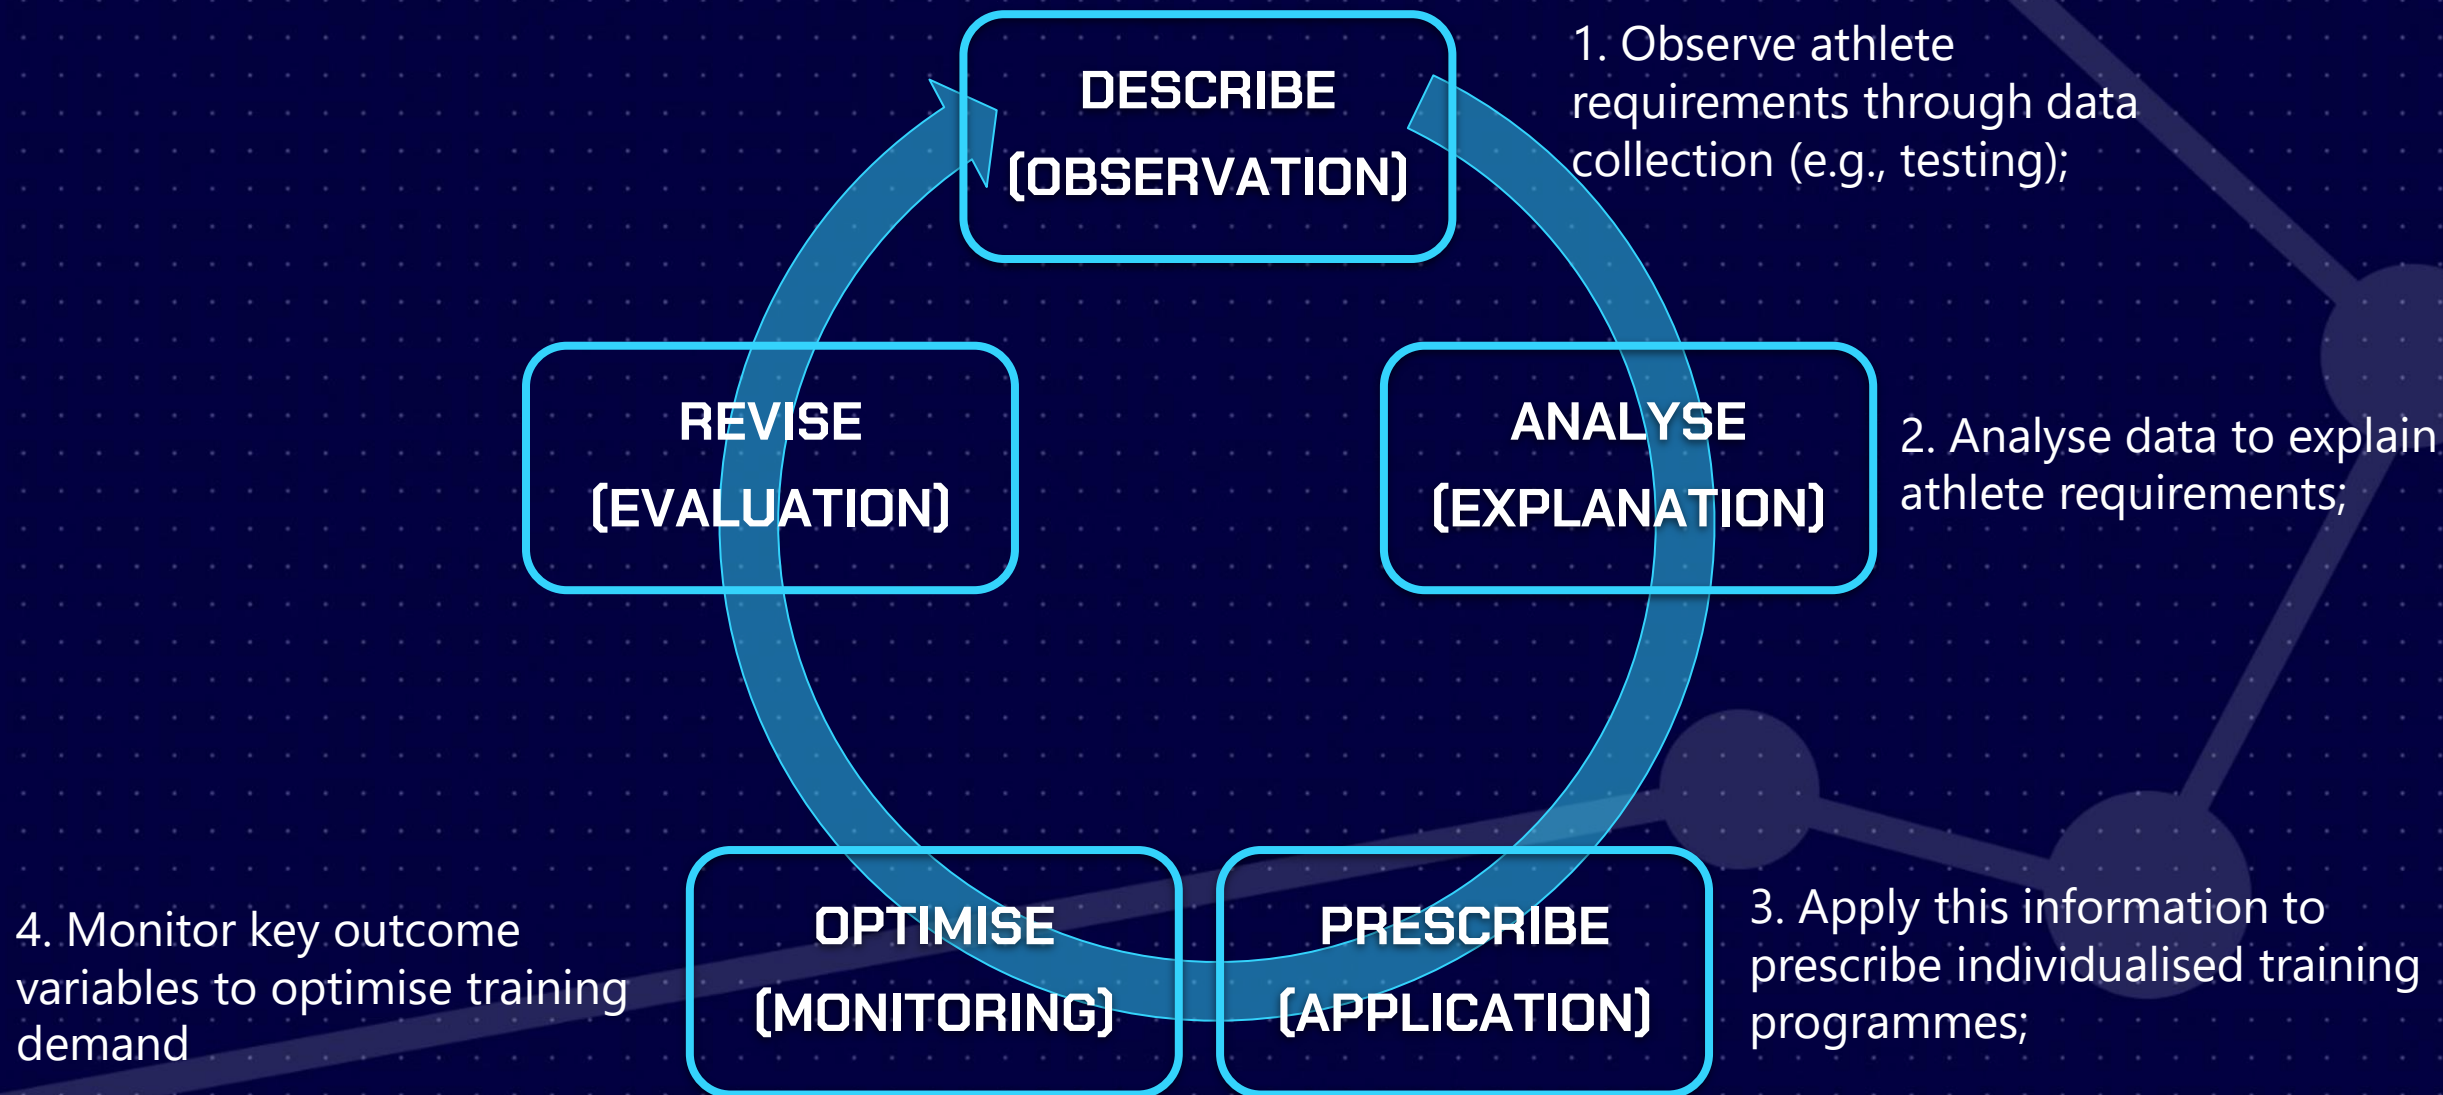 DESCRIBE
(OBSERVATION)
1. Observe athlete
requirements through data
collection (e.g., testing);
ANALYSE
(EXPLANATION)
2. Analyse data to explain
athlete requirements;
PRESCRIBE
(APPLICATION)
3. Apply this information to
prescribe individualised training
programmes;
OPTIMISE
(MONITORING)
4. Monitor key outcome
variables to optimise training
demand
REVISE
(EVALUATION)